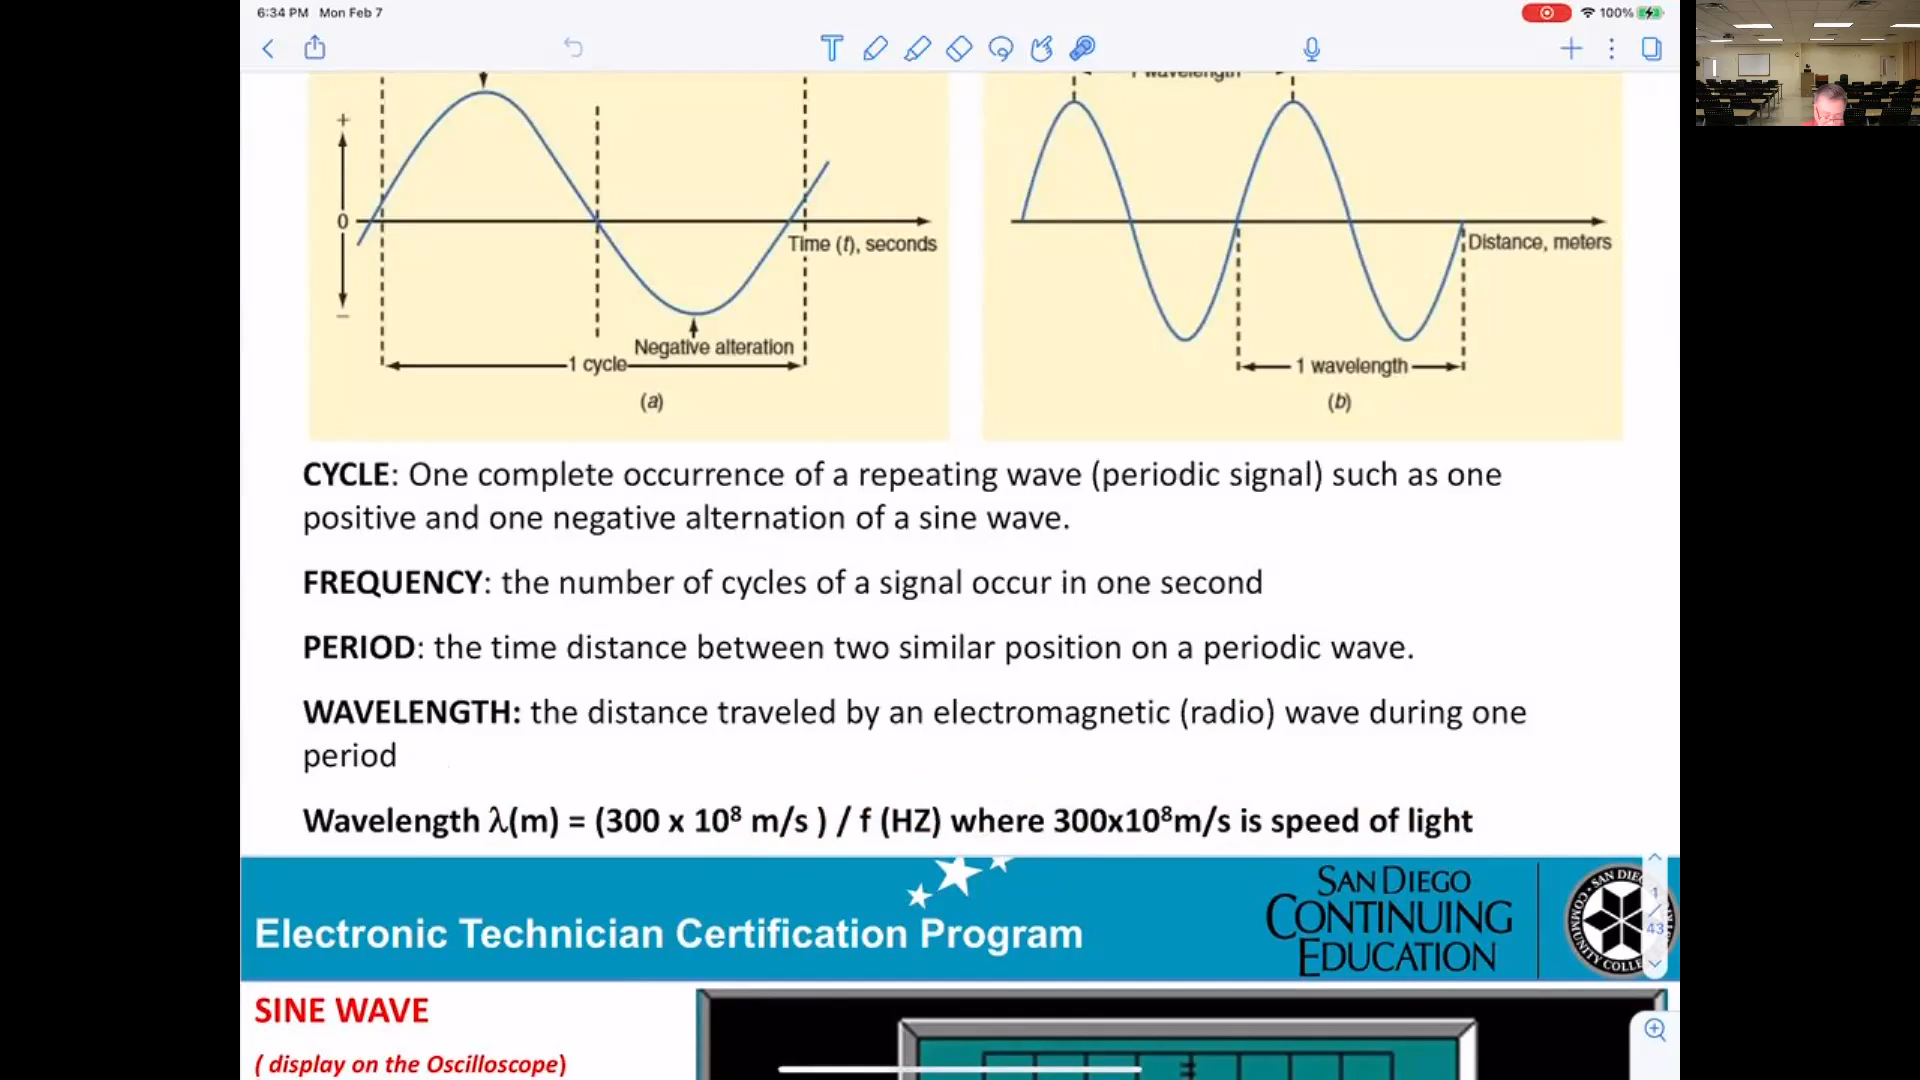 6:34 PM Mon Feb 7
100%
1 wavelength
+
0
Time (t), seconds
Distance, meters
−
Negative alteration
1 cycle
1 wavelength
(a)
(b)
CYCLE: One complete occurrence of a repeating wave (periodic signal) such as one
positive and one negative alternation of a sine wave.
FREQUENCY: the number of cycles of a signal occur in one second
PERIOD: the time distance between two similar position on a periodic wave.
WAVELENGTH: the distance traveled by an electromagnetic (radio) wave during one
period
Wavelength λ(m) = (300 x 10⁸ m/s ) / f (HZ) where 300x10⁸m/s is speed of light
Electronic Technician Certification Program
SAN DIEGO
CONTINUING
EDUCATION
1
/
43
SINE WAVE
( display on the Oscilloscope)